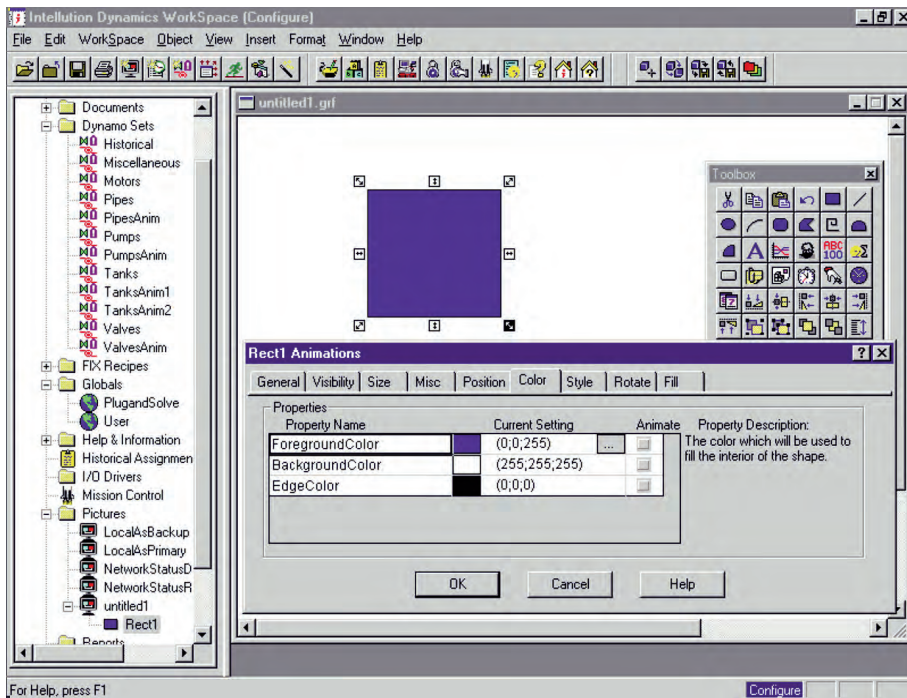 Intellution Dynamics WorkSpace (Configure)
File Edit WorkSpace Object View Insert Format Window Help
Documents
Dynamo Sets
Historical
Miscellaneous
Motors
Pipes
PipesAnim
Pumps
PumpsAnim
Tanks
TanksAnim1
TanksAnim2
Valves
ValvesAnim
FIX Recipes
Globals
PlugandSolve
User
Help & Information
Historical Assignmen
I/O Drivers
Mission Control
Pictures
LocalAsBackup
LocalAsPrimary
NetworkStatusD
NetworkStatusR
untitled1
Rect1
Reports
untitled1.grf
Toolbox
A
ABC
100
Σ
7
Rect1 Animations
General Visibility Size Misc Position Color Style Rotate Fill
Properties
Property Name Current Setting Animate
ForegroundColor (0;0;255) ...
BackgroundColor (255;255;255)
EdgeColor (0;0;0)
Property Description:
The color which will be used to
fill the interior of the shape.
OK Cancel Help
For Help, press F1
Configure